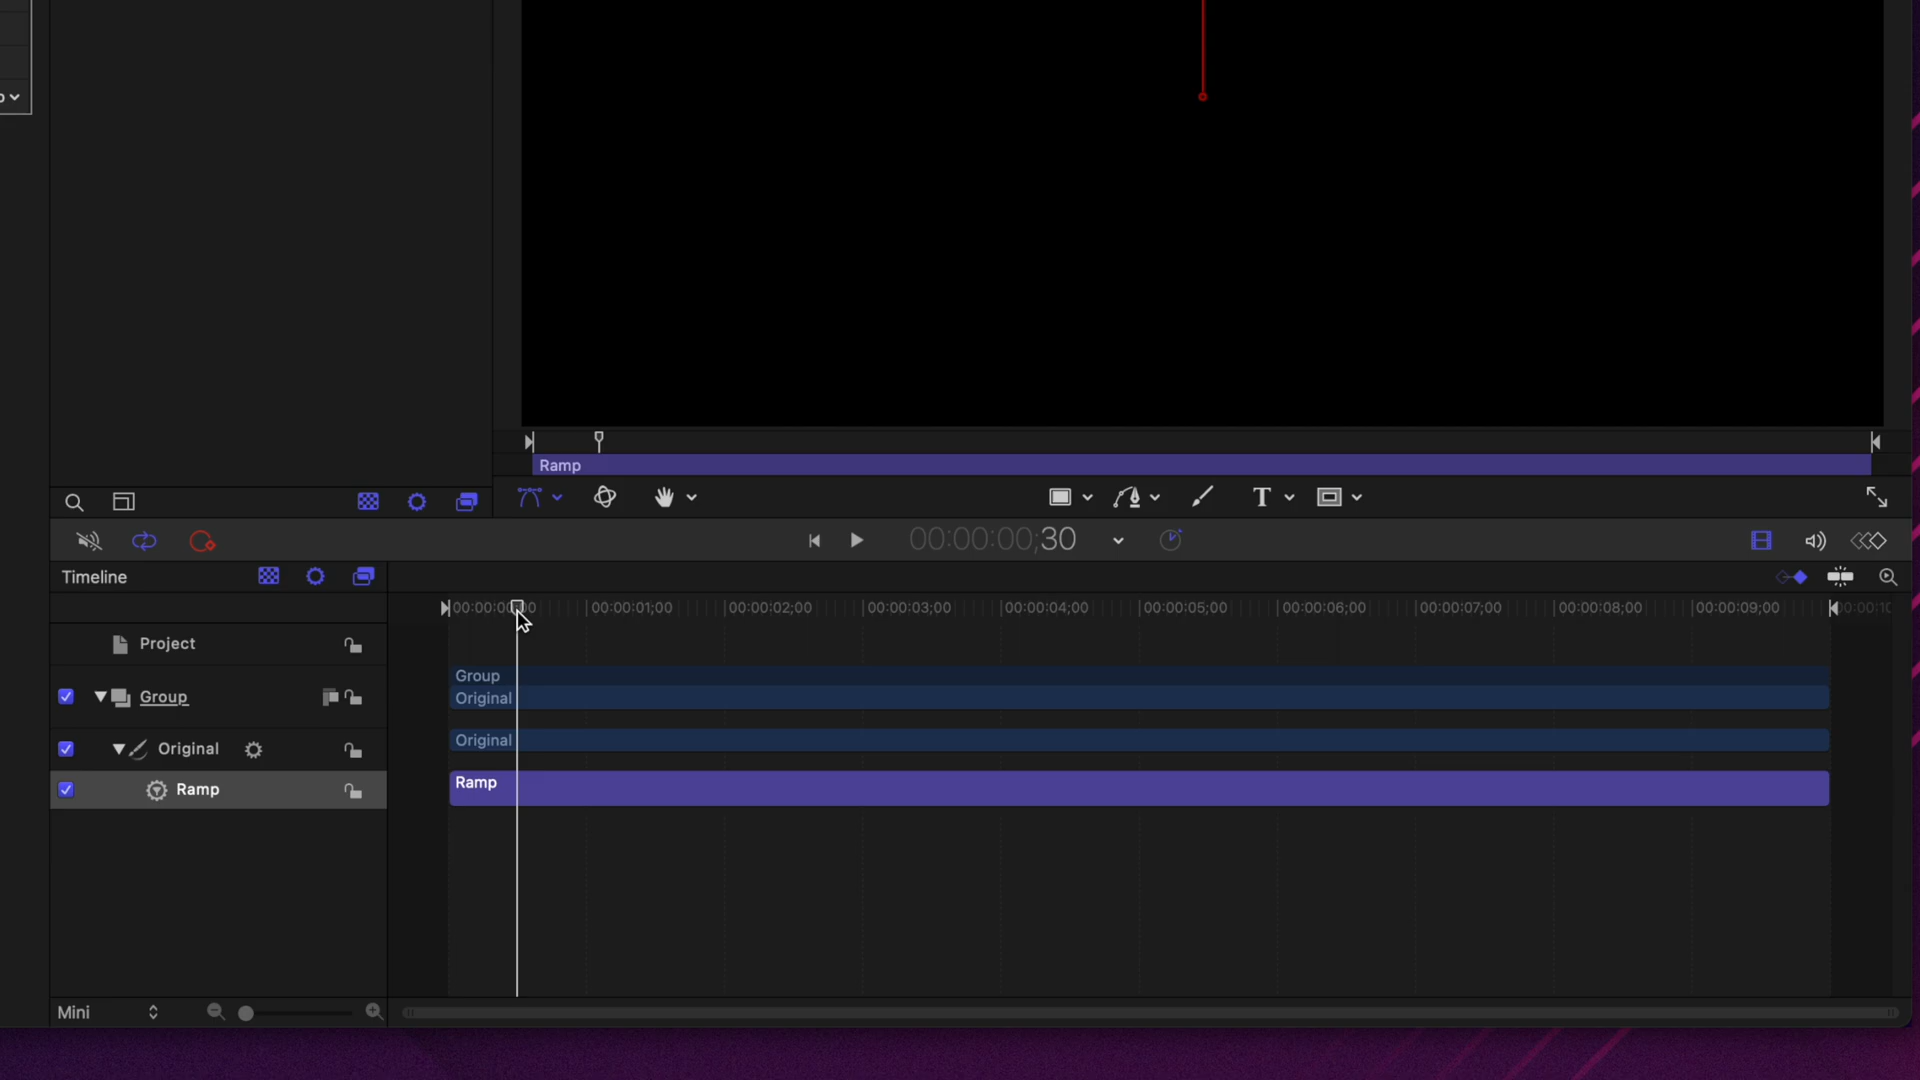 Ramp
00:00:00;30
Timeline
00:00:01;00
00:00:02;00
00:00:03;00
00:00:04;00
00:00:05;00
00:00:06;00
00:00:07;00
00:00:08;00
00:00:09;00
Project
Group
Group
Original
Original
Original
Ramp
Ramp
Mini